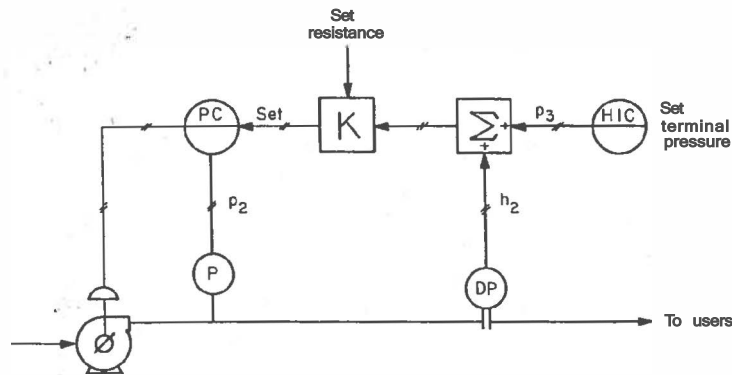 Set
resistance
PC
Set
K
Σ
+
+
p3
HIC
Set
terminal
pressure
p2
h2
P
DP
To users